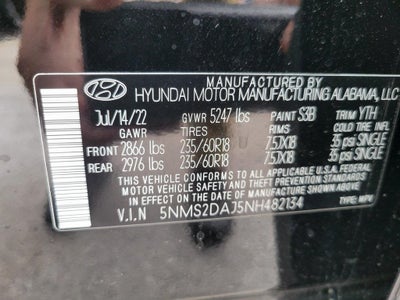 MANUFACTURED BY
HYUNDAI MOTOR MANUFACTURING ALABAMA, LLC
Jul/14/22 GVWR 5247 lbs PAINT S3B TRIM YTH
GAWR TIRES RIMS COLD TIRE INFL
FRONT 2866 lbs 235/60R18 7.5JX18 35 psi SINGLE
REAR 2976 lbs 235/60R18 7.5JX18 35 psi SINGLE
THIS VEHICLE CONFORMS TO ALL APPLICABLE U.S.A FEDERAL
MOTOR VEHICLE SAFETY STANDARDS
IN EFFECT ON THE DATE OF MANUFACTURE SHOWN ABOVE.
V.I.N 5NMS2DAJ5NH482134 TYPE: MPV